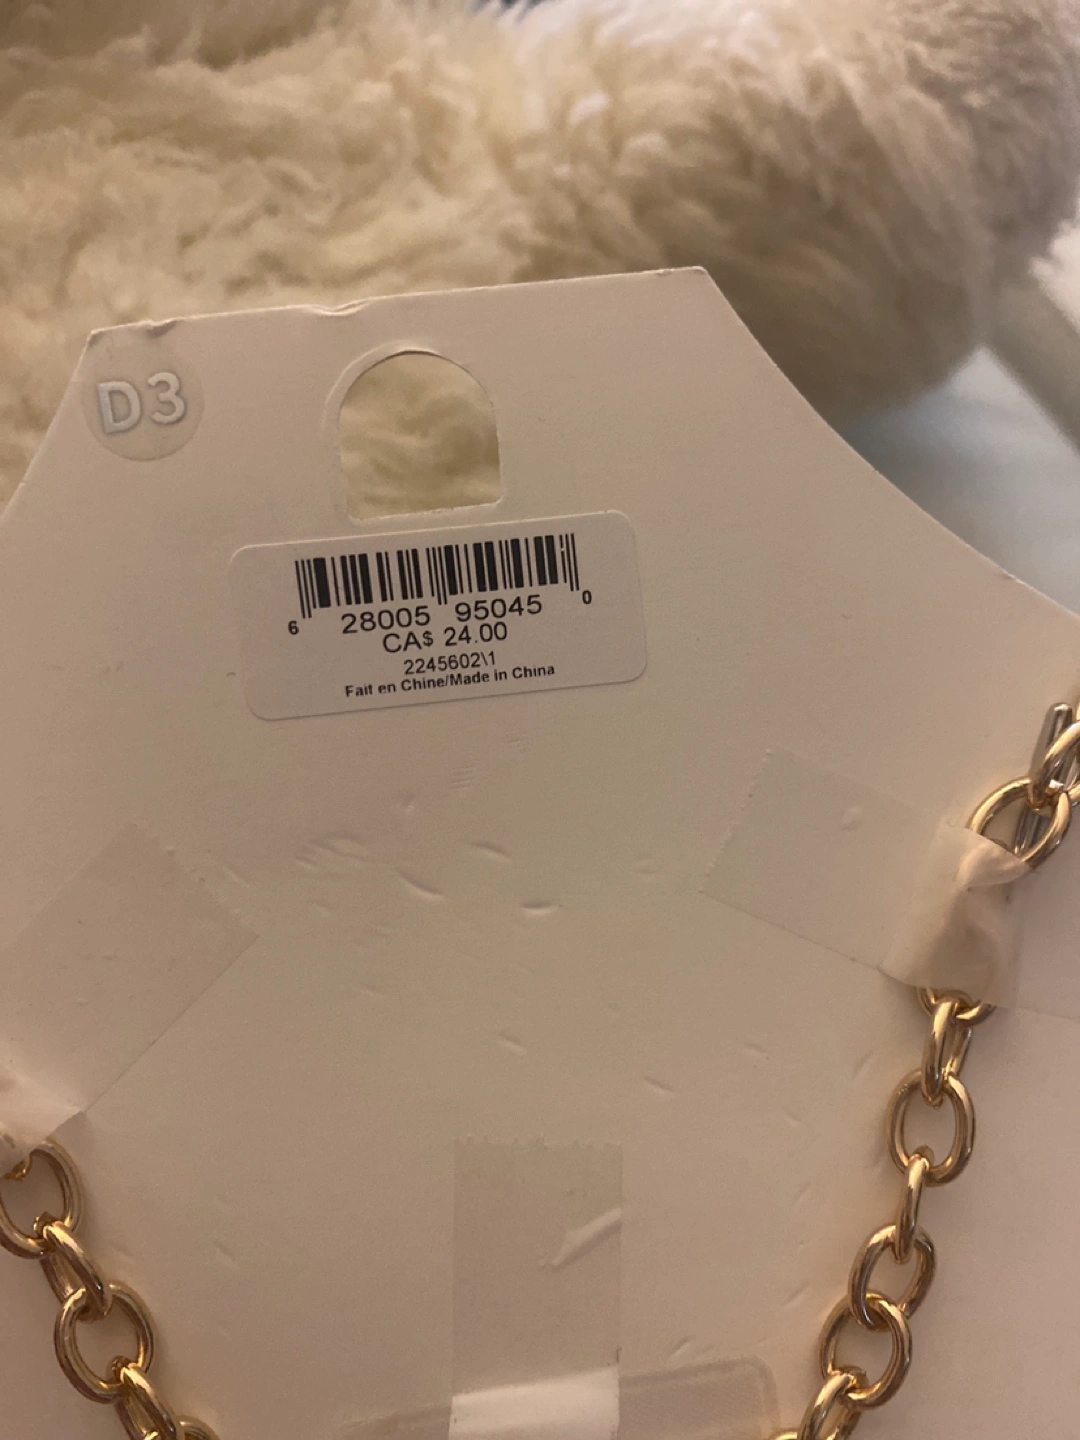 D3
6 28005 95045 0
CA$ 24.00
2245602\1
Fait en Chine/Made in China